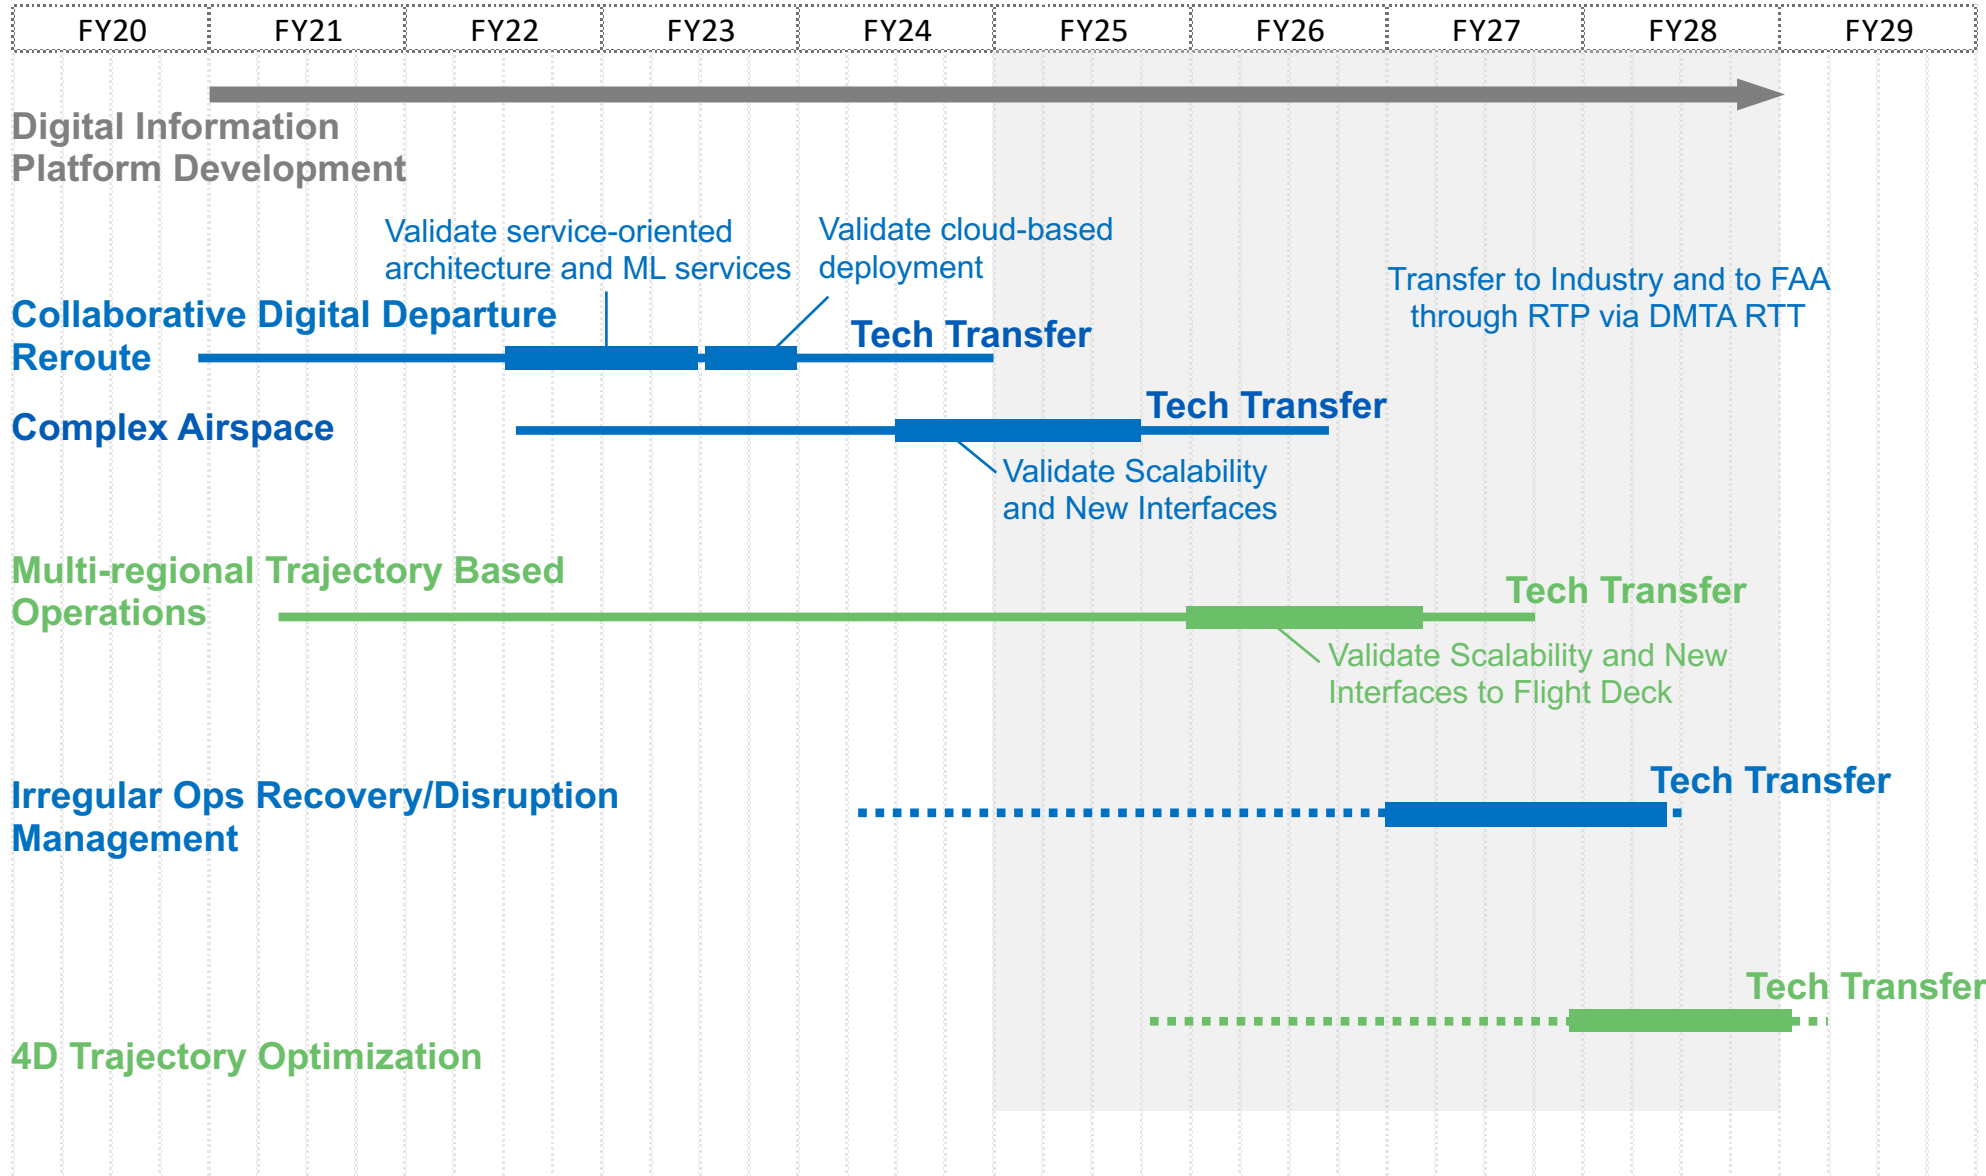 FY20 FY21 FY22 FY23 FY24 FY25 FY26 FY27 FY28 FY29
Digital Information
Platform Development
Validate service-oriented
architecture and ML services
Validate cloud-based
deployment
Transfer to Industry and to FAA
through RTP via DMTA RTT
Collaborative Digital Departure
Reroute
Tech Transfer
Complex Airspace
Tech Transfer
Validate Scalability
and New Interfaces
Multi-regional Trajectory Based
Operations
Tech Transfer
Validate Scalability and New
Interfaces to Flight Deck
Irregular Ops Recovery/Disruption
Management
Tech Transfer
Tech Transfer
4D Trajectory Optimization